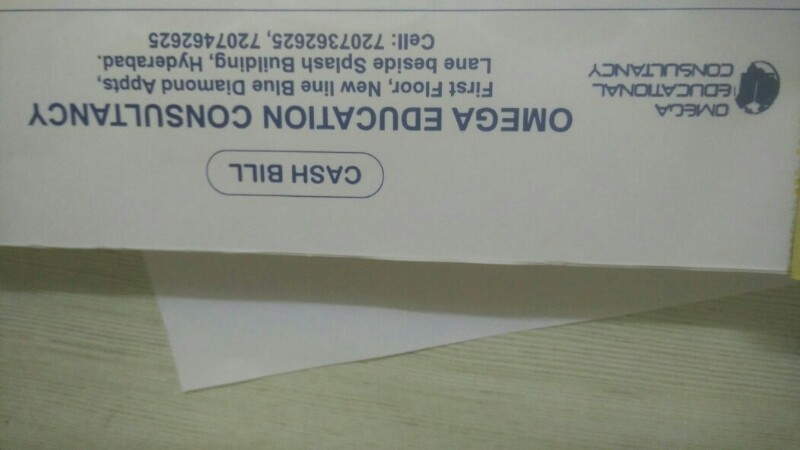 CASH BILL
OMEGA EDUCATION CONSULTANCY
First Floor, New line Blue Diamond Appts,
Lane beside Splash Building, Hyderabad.
Cell: 7207362625, 7207462625
OMEGA
EDUCATIONAL
CONSULTANCY